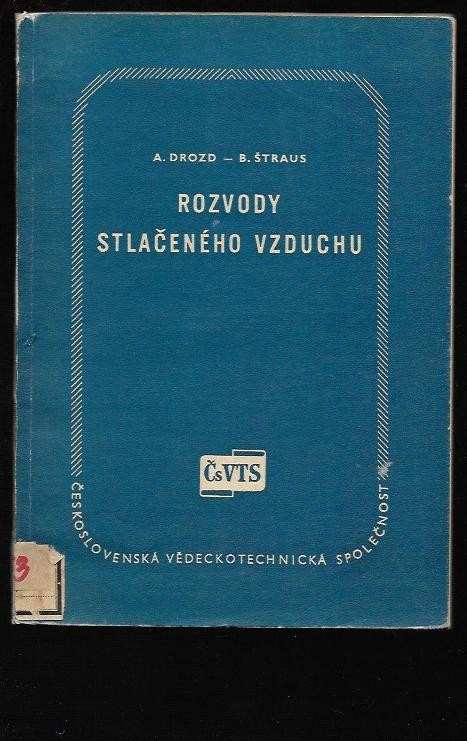 A. DROZD – B. ŠTRAUS
ROZVODY
STLAČENÉHO VZDUCHU
ČsVTS
ČESKOSLOVENSKÁ VĚDECKOTECHNICKÁ SPOLEČNOST
3